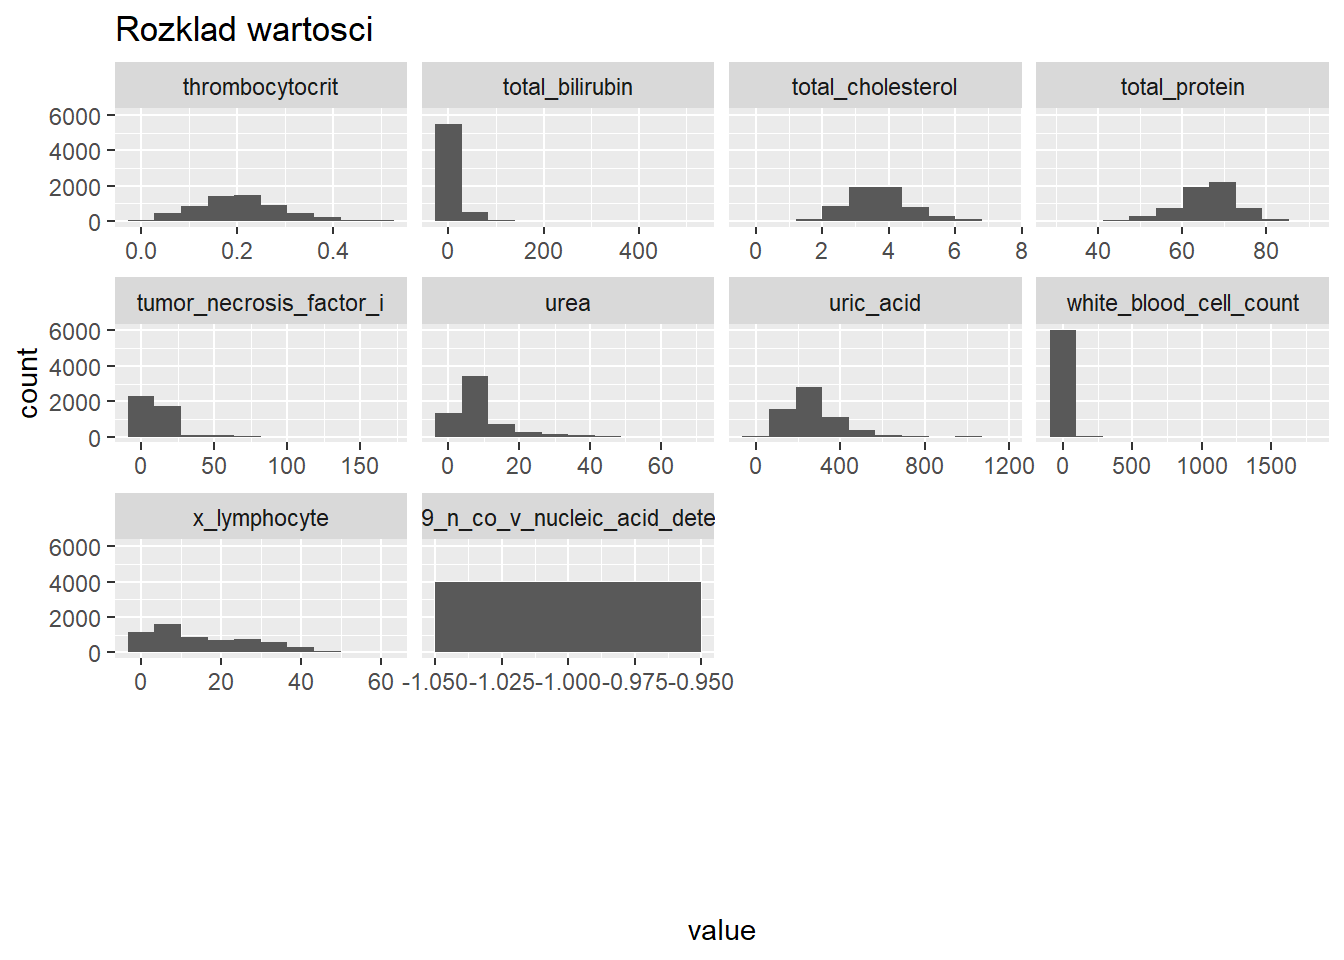 Rozklad wartosci
thrombocytocrit total_bilirubin total_cholesterol total_protein
6000
4000
2000
0
0.0 0.2 0.4 0 200 400 0 2 4 6 8 40 60 80
tumor_necrosis_factor_i urea uric_acid white_blood_cell_count
6000
4000
2000
0
0 50 100 150 0 20 40 60 0 400 800 1200 0 500 1000 1500
count
x_lymphocyte 9_n_co_v_nucleic_acid_dete
6000
4000
2000
0
0 20 40 60 -1.050 -1.025 -1.000 -0.975 -0.950
value